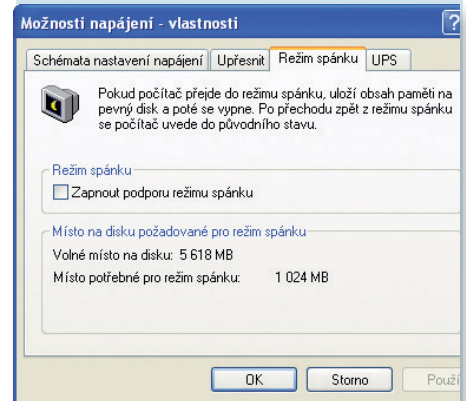 Možnosti napájení - vlastnosti ?
Schémata nastavení napájení Upřesnit Režim spánku UPS
Pokud počítač přejde do režimu spánku, uloží obsah paměti na
pevný disk a poté se vypne. Po přechodu zpět z režimu spánku
se počítač uvede do původního stavu.
Režim spánku
Zapnout podporu režimu spánku
Místo na disku požadované pro režim spánku
Volné místo na disku: 5 618 MB
Místo potřebné pro režim spánku: 1 024 MB
OK Storno Použí